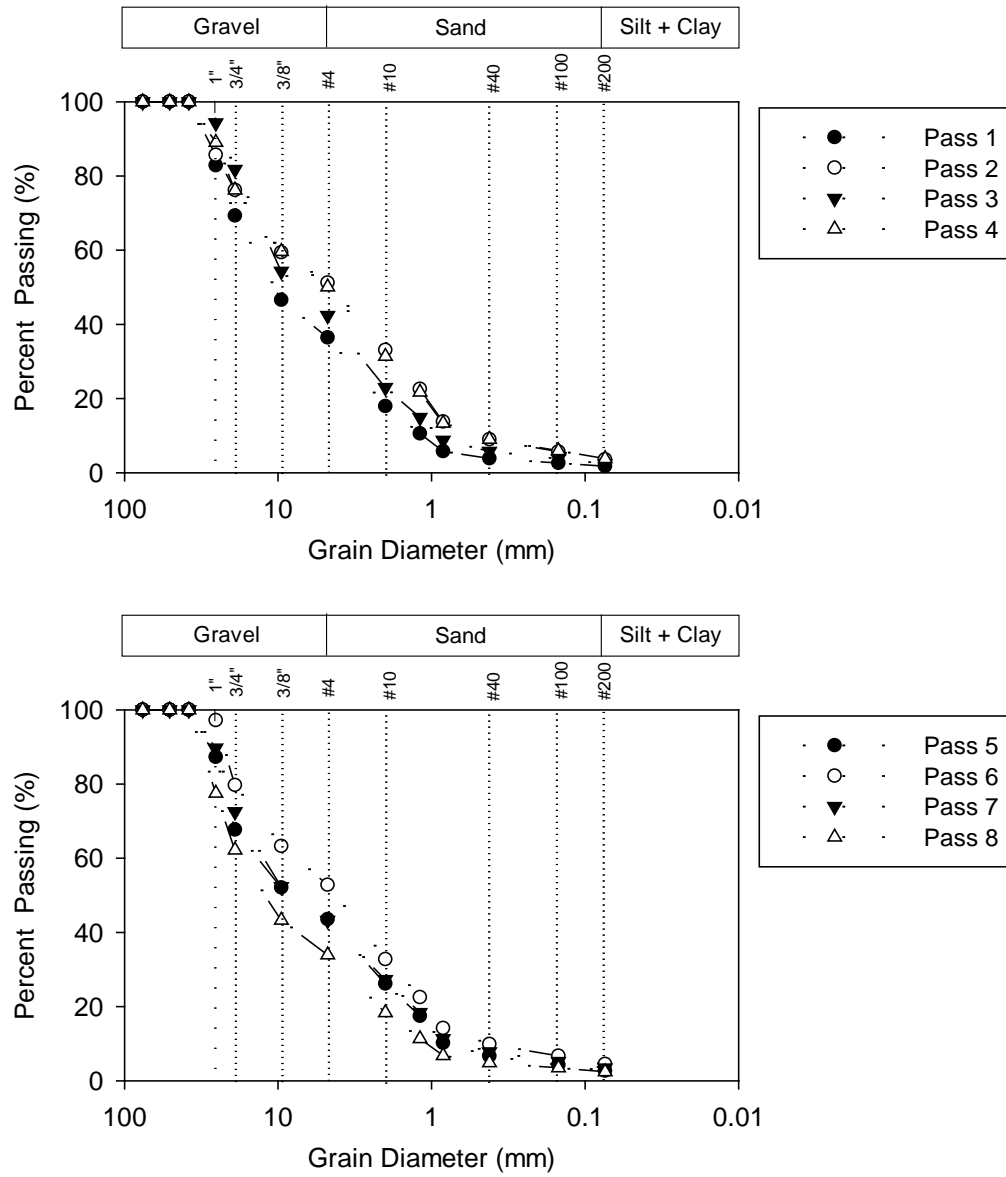 Gravel Sand Silt + Clay
1" 3/4" 3/8" #4 #10 #40 #100 #200
100
80
60
40
20
0
Percent Passing (%)
100 10 1 0.1 0.01
Grain Diameter (mm)
Pass 1
Pass 2
Pass 3
Pass 4
Gravel Sand Silt + Clay
1" 3/4" 3/8" #4 #10 #40 #100 #200
100
80
60
40
20
0
Percent Passing (%)
100 10 1 0.1 0.01
Grain Diameter (mm)
Pass 5
Pass 6
Pass 7
Pass 8